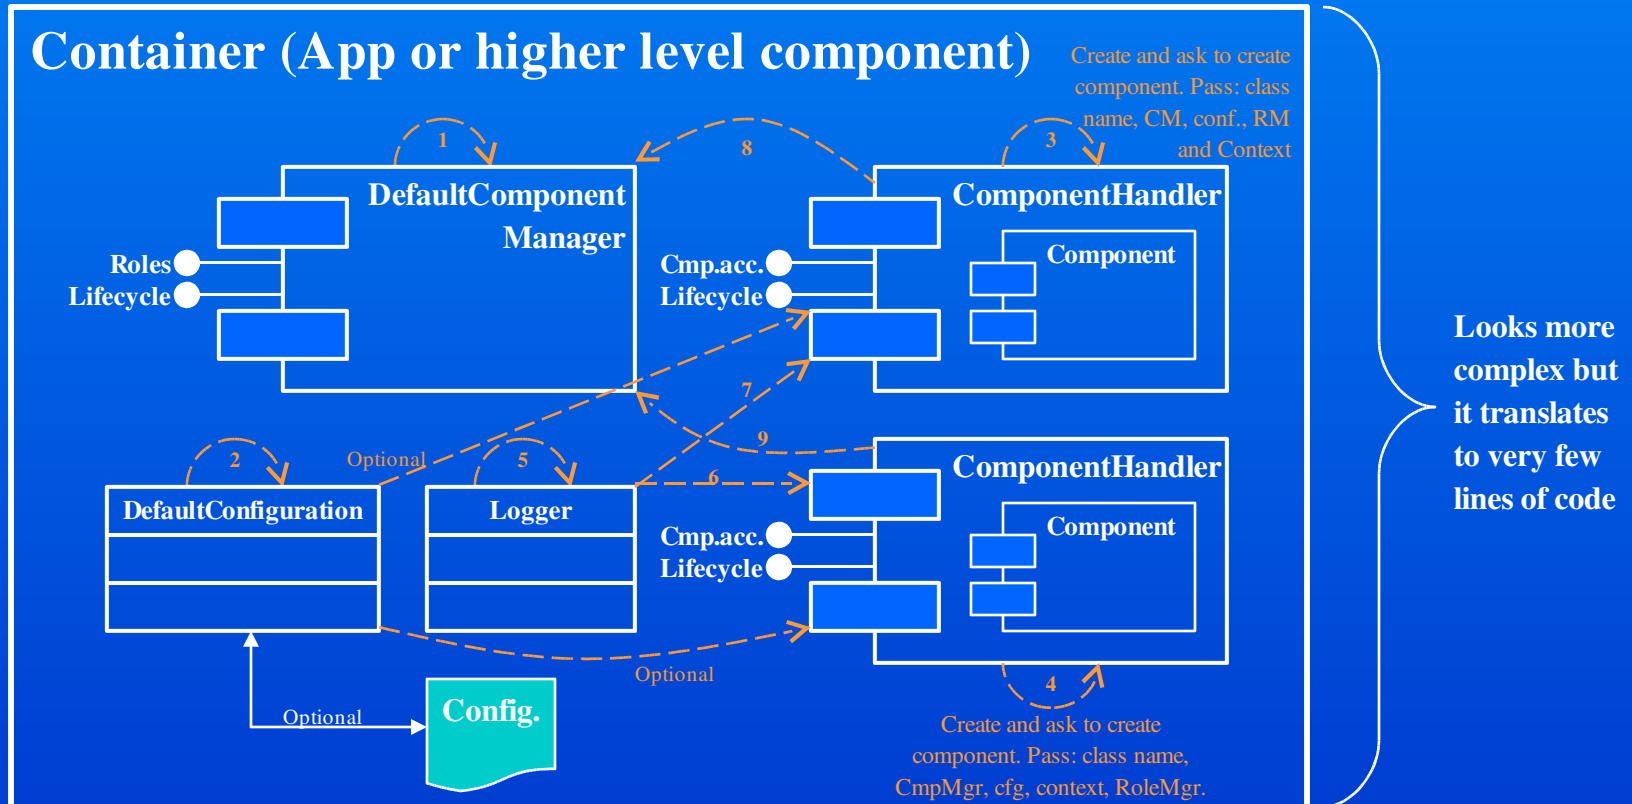 Container (App or higher level component)
Create and ask to create
component. Pass: class
name, CM, conf., RM
and Context
1
8
3
DefaultComponent
Manager
ComponentHandler
Component
Roles
Lifecycle
Cmp.acc.
Lifecycle
7
9
2
Optional
5
6
ComponentHandler
DefaultConfiguration
Logger
Component
Cmp.acc.
Lifecycle
Optional
4
Optional
Config.
Create and ask to create
component. Pass: class name,
CmpMgr, cfg, context, RoleMgr.
Looks more
complex but
it translates
to very few
lines of code